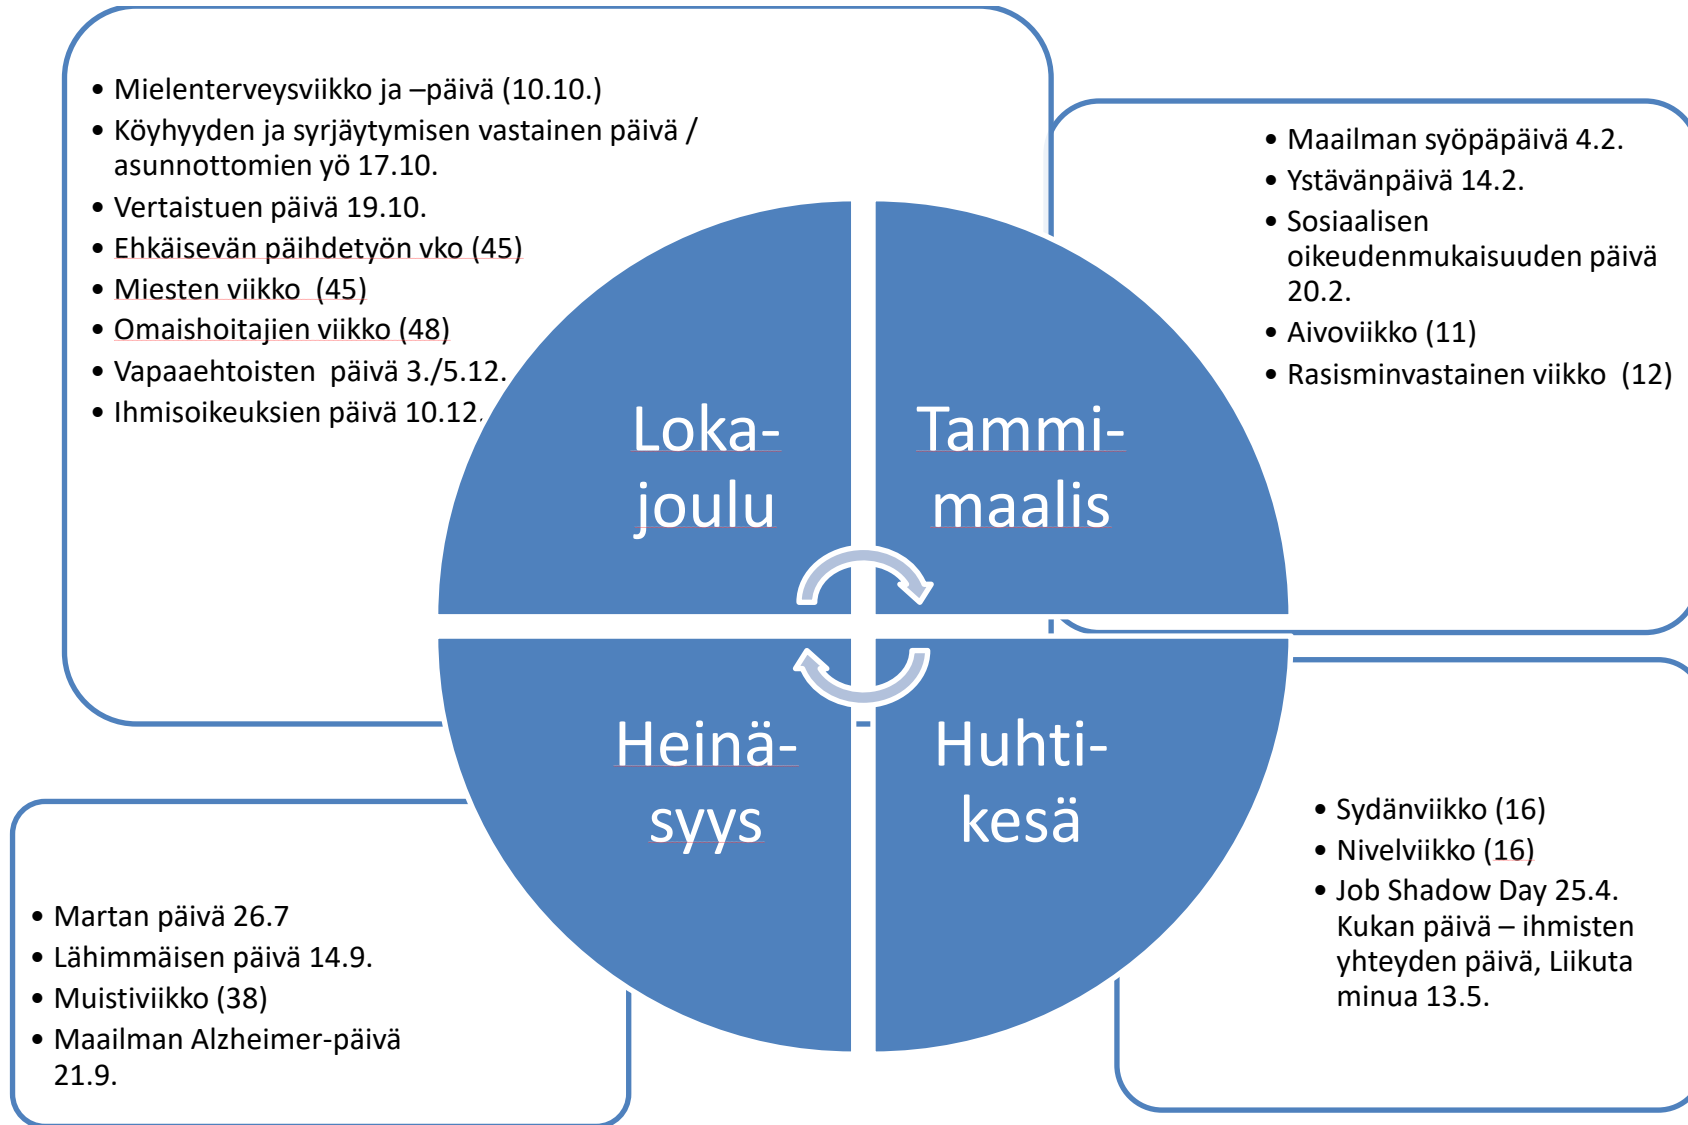 • Mielenterveysviikko ja –päivä (10.10.)
• Köyhyyden ja syrjäytymisen vastainen päivä /
asunnottomien yö 17.10.
• Vertaistuen päivä 19.10.
• Ehkäisevän päihdetyön vko (45)
• Miesten viikko  (45)
• Omaishoitajien viikko (48)
• Vapaaehtoisten  päivä 3./5.12.
• Ihmisoikeuksien päivä 10.12.
• Maailman syöpäpäivä 4.2.
• Ystävänpäivä 14.2.
• Sosiaalisen
oikeudenmukaisuuden päivä
20.2.
• Aivoviikko (11)
• Rasisminvastainen viikko  (12)
Loka-
joulu
Tammi-
maalis
Heinä-
syys
Huhti-
kesä
• Martan päivä 26.7
• Lähimmäisen päivä 14.9.
• Muistiviikko (38)
• Maailman Alzheimer-päivä
21.9.
• Sydänviikko (16)
• Nivelviikko (16)
• Job Shadow Day 25.4.
Kukan päivä – ihmisten
yhteyden päivä, Liikuta
minua 13.5.